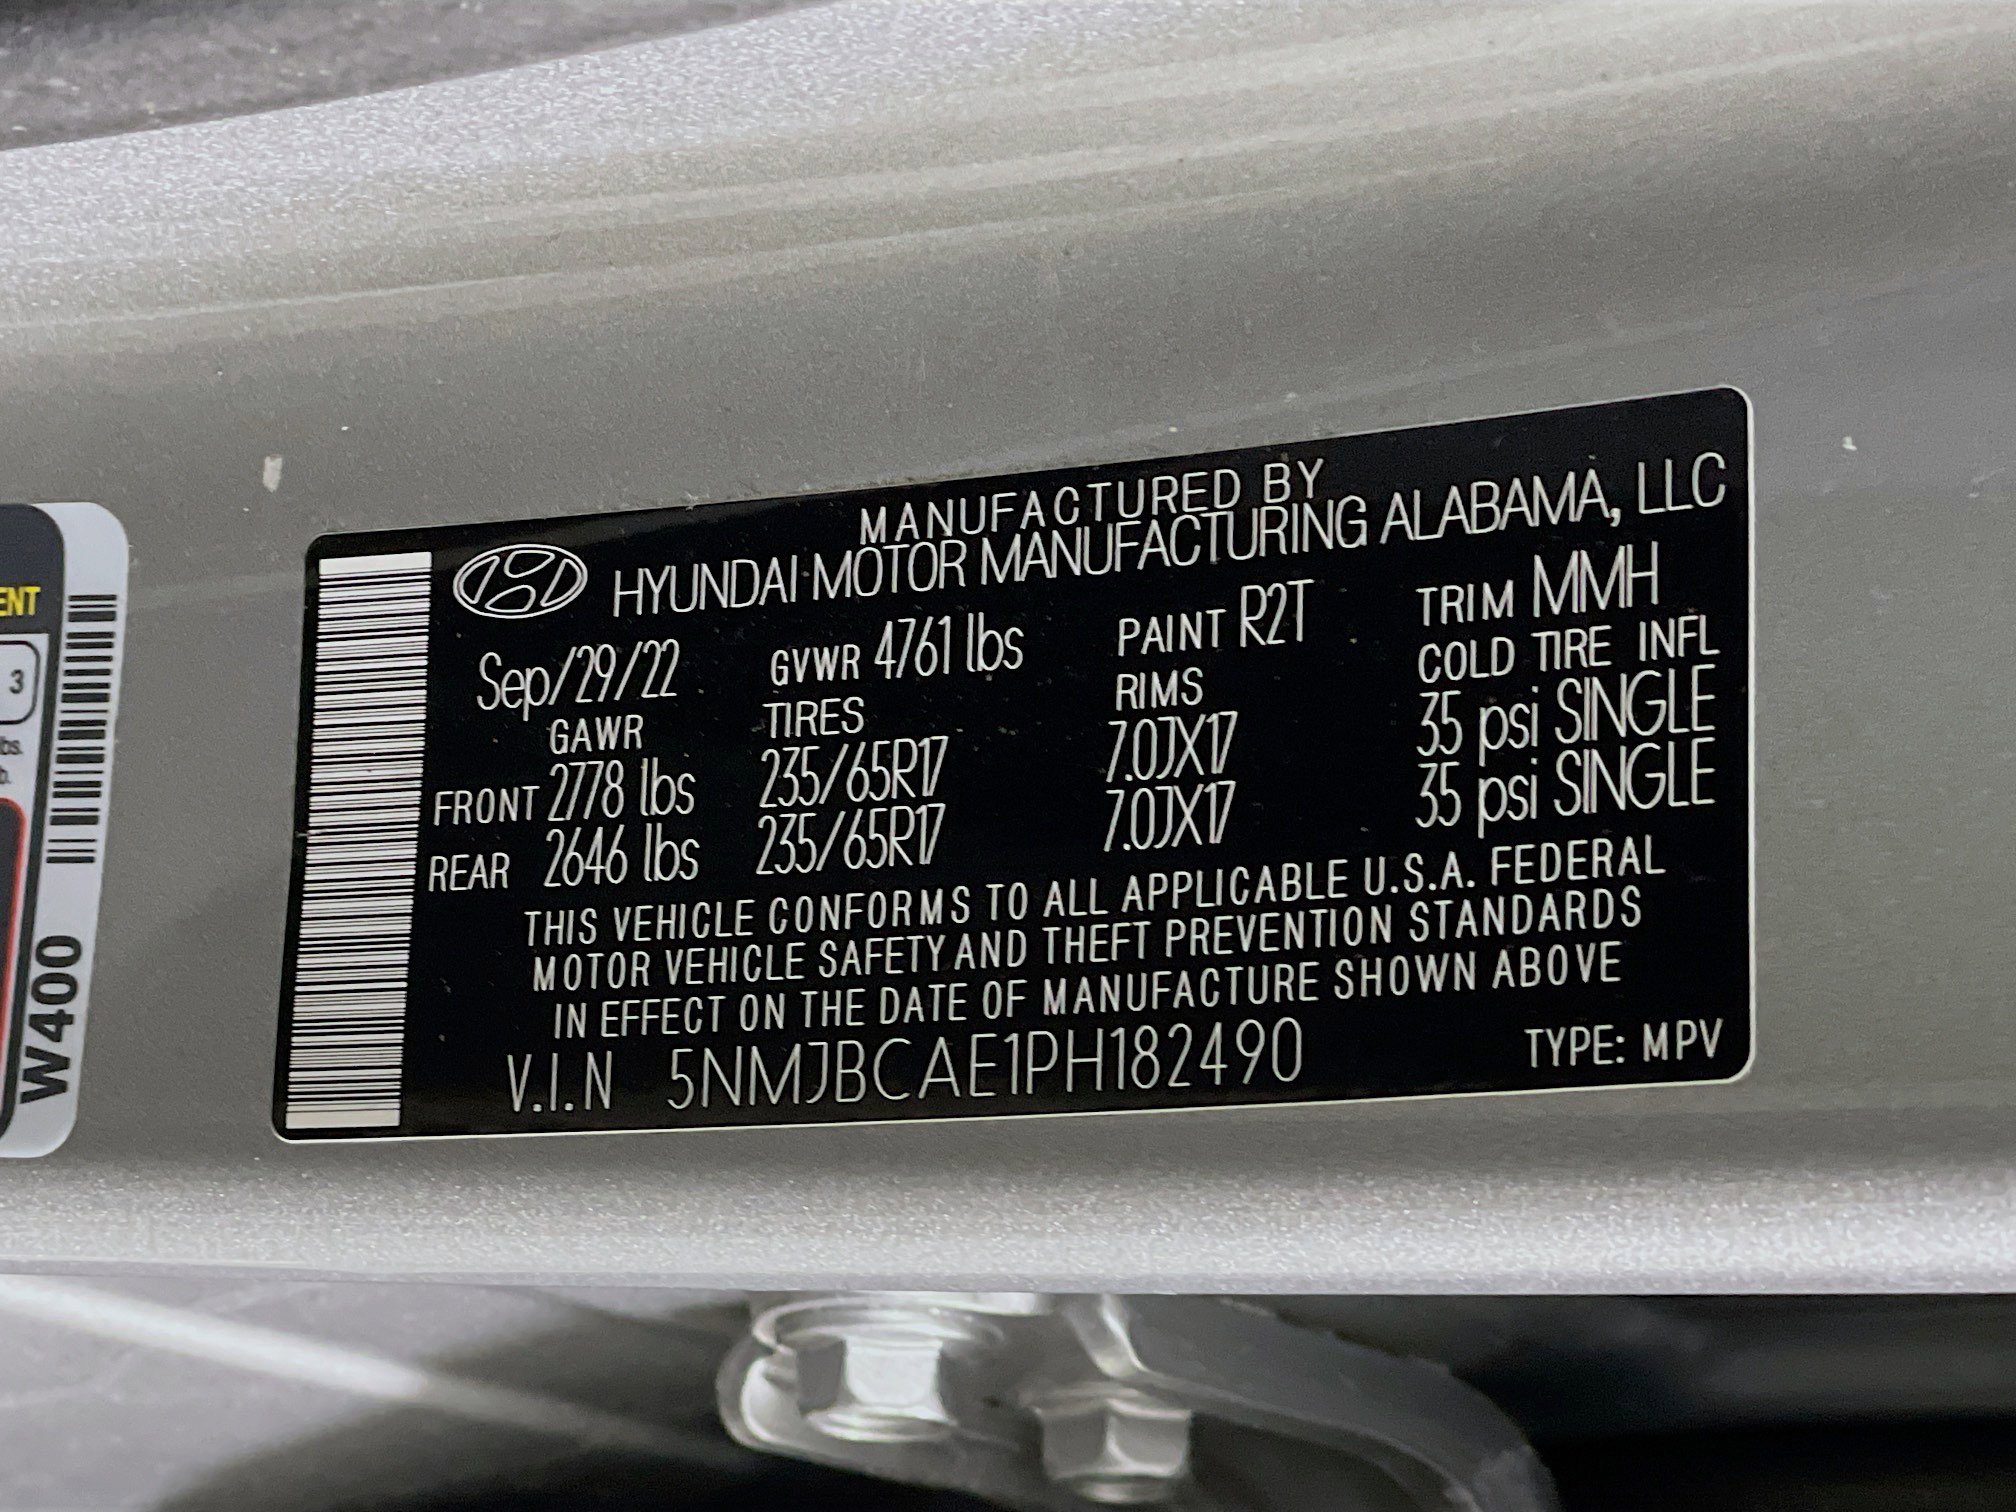 MANUFACTURED BY
HYUNDAI MOTOR MANUFACTURING ALABAMA, LLC
Sep/29/22 GVWR 4761 lbs PAINT R2T TRIM MMH
GAWR TIRES RIMS COLD TIRE INFL
FRONT 2778 lbs 235/65R17 7.0JX17 35 psi SINGLE
REAR 2646 lbs 235/65R17 7.0JX17 35 psi SINGLE
THIS VEHICLE CONFORMS TO ALL APPLICABLE U.S.A. FEDERAL
MOTOR VEHICLE SAFETY AND THEFT PREVENTION STANDARDS
IN EFFECT ON THE DATE OF MANUFACTURE SHOWN ABOVE
V.I.N 5NMJBCAE1PH182490 TYPE: MPV
3
W400